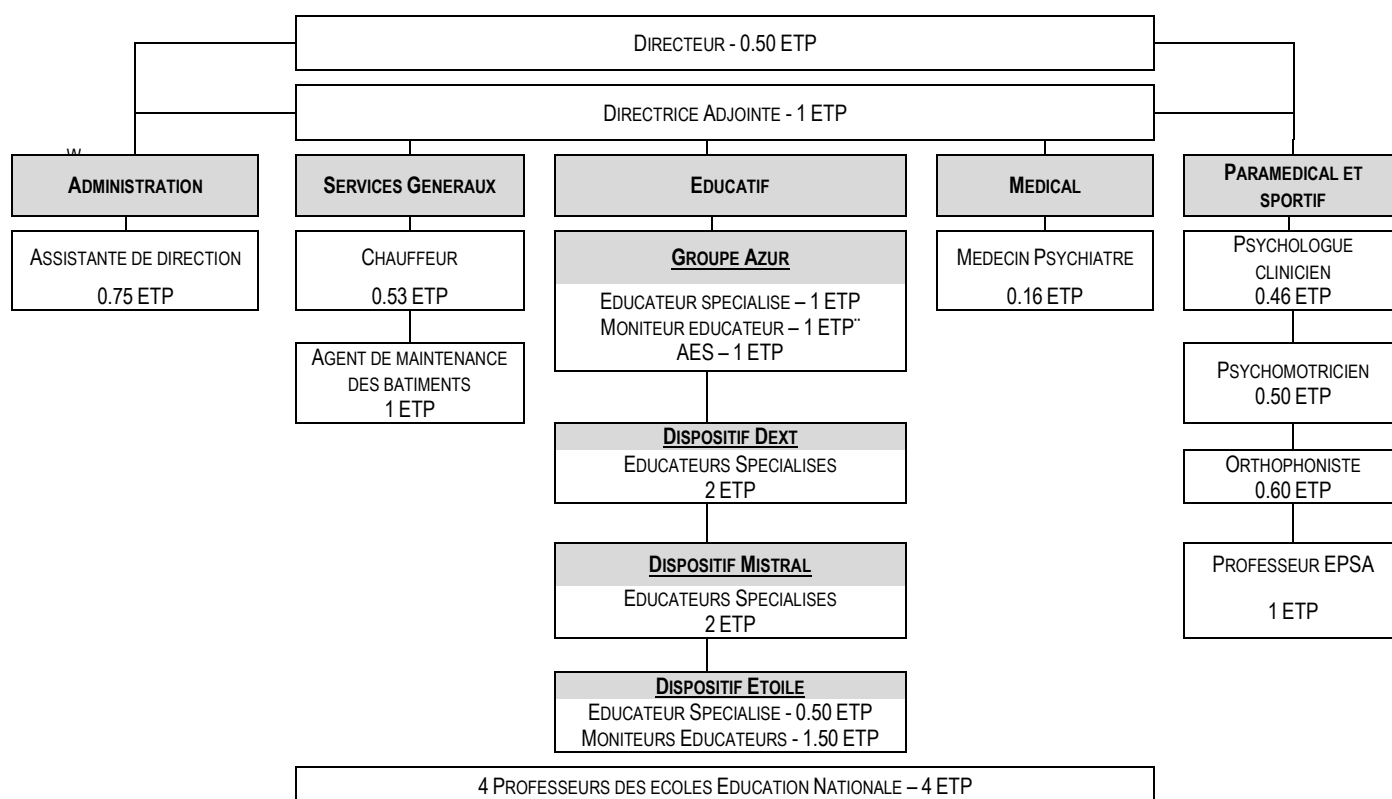 DIRECTEUR - 0.50 ETP
DIRECTRICE ADJOINTE - 1 ETP
W
ADMINISTRATION
ASSISTANTE DE DIRECTION
0.75 ETP
SERVICES GENERAUX
CHAUFFEUR
0.53 ETP
AGENT DE MAINTENANCE
DES BATIMENTS
1 ETP
EDUCATIF
GROUPE AZUR
EDUCATEUR SPECIALISE – 1 ETP
MONITEUR EDUCATEUR – 1 ETP¨
AES – 1 ETP
DISPOSITIF DEXT
EDUCATEURS SPECIALISES
2 ETP
DISPOSITIF MISTRAL
EDUCATEURS SPECIALISES
2 ETP
DISPOSITIF ETOILE
EDUCATEUR SPECIALISE - 0.50 ETP
MONITEURS EDUCATEURS - 1.50 ETP
MEDICAL
MEDECIN PSYCHIATRE
0.16 ETP
PARAMEDICAL ET
SPORTIF
PSYCHOLOGUE
CLINICIEN
0.46 ETP
PSYCHOMOTRICIEN
0.50 ETP
ORTHOPHONISTE
0.60 ETP
PROFESSEUR EPSA
1 ETP
4 PROFESSEURS DES ECOLES EDUCATION NATIONALE – 4 ETP